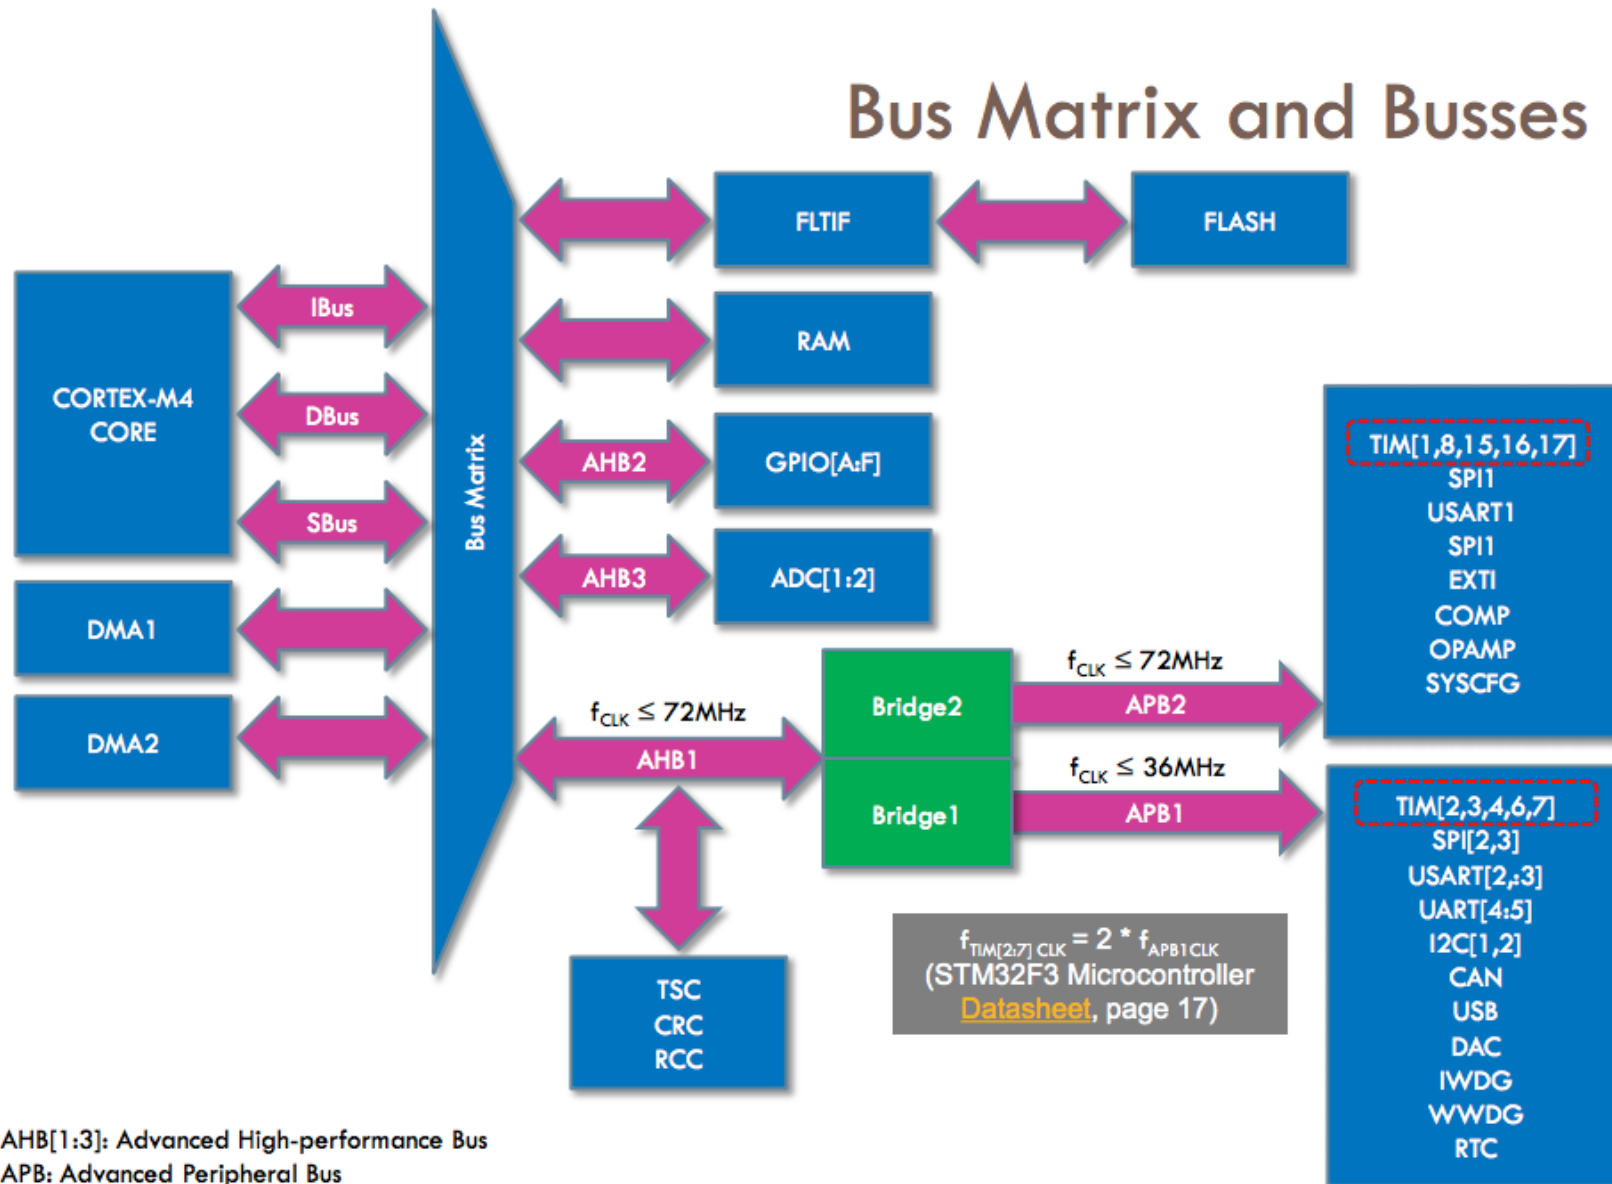 Bus Matrix and Busses
FLTIF
FLASH
IBus
RAM
CORTEX-M4
CORE
DBus
AHB2
GPIO[A:F]
SBus
Bus Matrix
AHB3
ADC[1:2]
DMA1
DMA2
fCLK ≤ 72MHz
AHB1
Bridge2
Bridge1
fCLK ≤ 72MHz
APB2
fCLK ≤ 36MHz
APB1
TIM[1,8,15,16,17]
SPI1
USART1
SPI1
EXTI
COMP
OPAMP
SYSCFG
TIM[2,3,4,6,7]
SPI[2,3]
USART[2,:3]
UART[4:5]
I2C[1,2]
CAN
USB
DAC
IWDG
WWDG
RTC
TSC
CRC
RCC
fTIM[2:7] CLK = 2 * fAPB1CLK
(STM32F3 Microcontroller
Datasheet, page 17)
AHB[1:3]: Advanced High-performance Bus
APB: Advanced Peripheral Bus